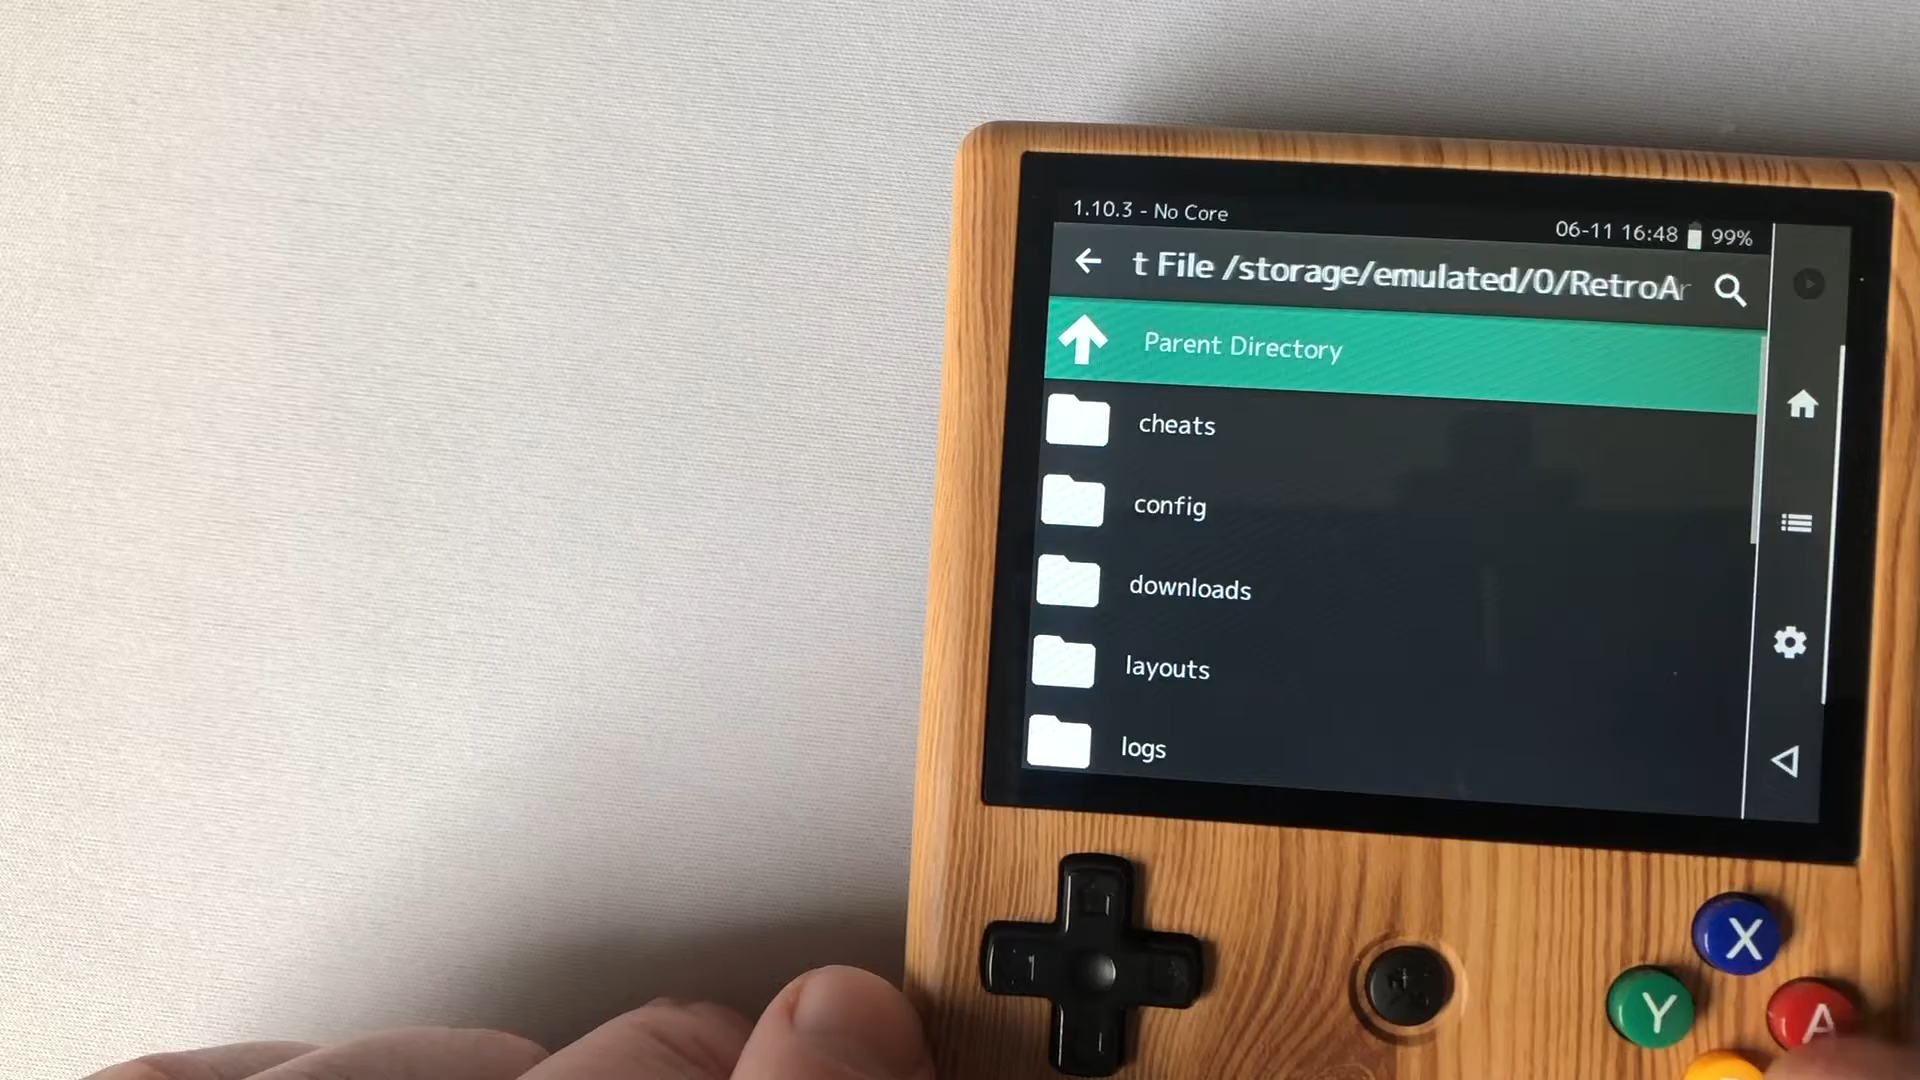 1.10.3 - No Core
06-11 16:48 99%
t File /storage/emulated/0/RetroAr
Parent Directory
cheats
config
downloads
layouts
logs
X
Y
A